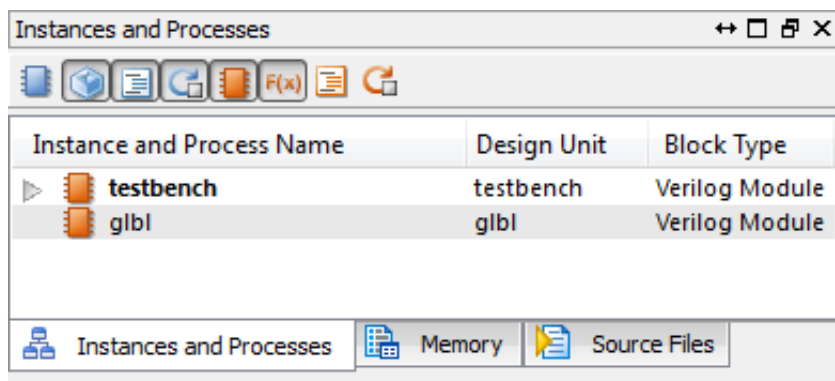 Instances and Processes
F(x)
Instance and Process Name Design Unit Block Type
testbench testbench Verilog Module
glbl glbl Verilog Module
Instances and Processes Memory Source Files